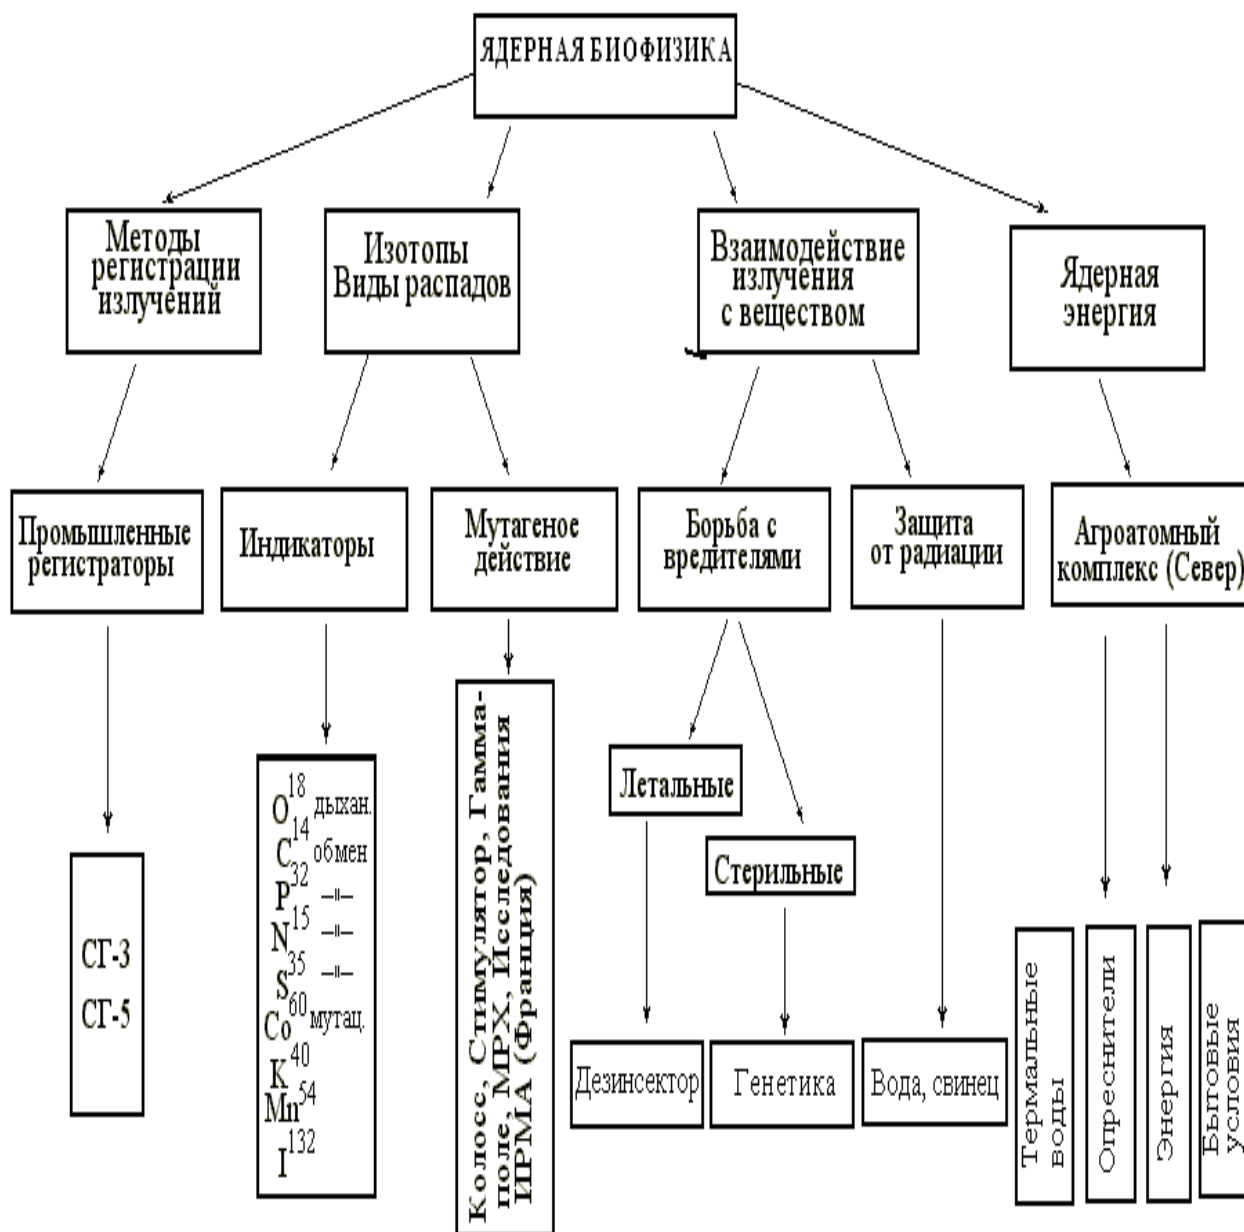 ЯДЕРНАЯ БИОФИЗИКА
Методы
регистрации
излучений
Изотопы
Виды распадов
Взаимодействие
излучения
с веществом
Ядерная
энергия
Промышленные
регистраторы
Индикаторы
Мутагеное
действие
Борьба с
вредителями
Защита
от радиации
Агроатомный
комплекс (Север)
СГ-3
СГ-5
O18 дыхан.
C14 обмен
P32 –"–
N15 –"–
S35 –"–
Co60 мутац.
K40
Mn54
I132
Колосс, Стимулятор, Гамма-
поле, МРХ, Исследования
ИРМА (Франция)
Летальные
Стерильные
Дезинсектор
Генетика
Вода, свинец
Термальные
воды
Опреснители
Энергия
Бытовые
условия